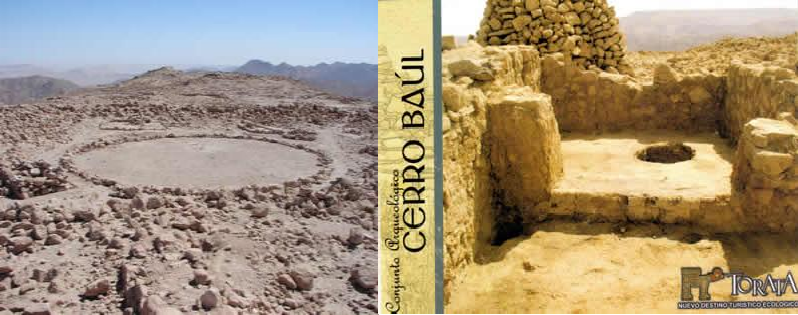 Conjunto Arqueológico
CERRO BAÚL
TORATA
NUEVO DESTINO TURISTICO ECOLOGICO